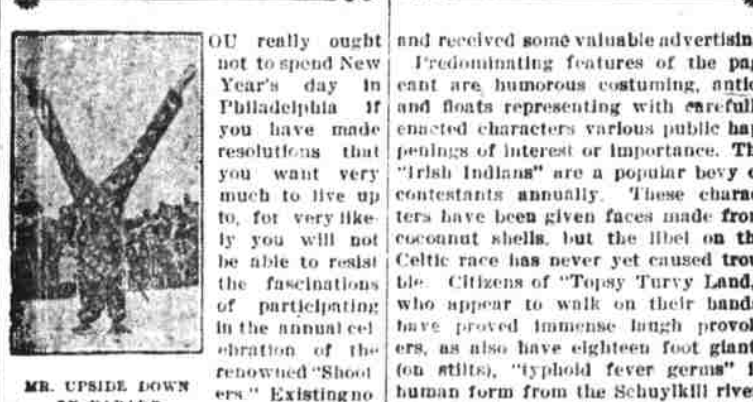 OU really ought
not to spend New
Year's day in
Philadelphia if
you have made
resolutions that
you want very
much to live up
to, for very like-
ly you will not
be able to resist
the fascinations
of participating
in the annual cel
ebration of the
renowned "Shoot
ers." Existing no
MR. UPSIDE DOWN
and received some valuable advertisin
Predominating features of the pag
eant are humorous costuming, antic
and floats representing with careful
enacted characters various public hap
penings of interest or importance. Th
"Irish Indians" are a popular bevy o
contestants annually. These charac
ters have been given faces made from
cocoanut shells, but the libel on th
Celtic race has never yet caused trou
ble. Citizens of "Topsy Turvy Land,
who appear to walk on their hand
have proved immense laugh provok
ers, as also have eighteen foot giant
(on stilts), "typhoid fever germs" i
human form from the Schuylkill rive